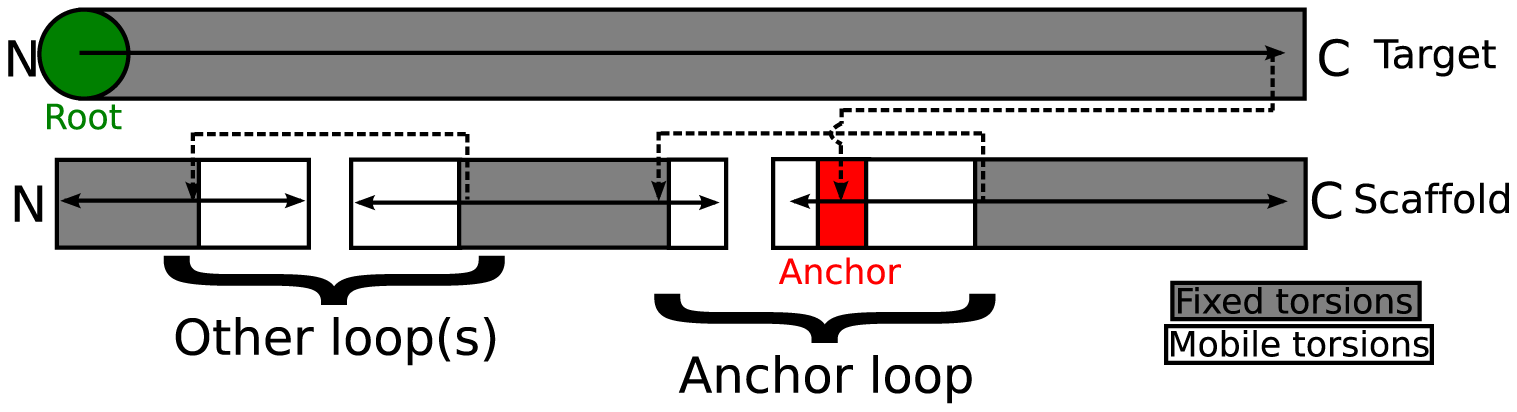 N
C Target
Root
N
C Scaffold
Anchor
Fixed torsions
Other loop(s)
Mobile torsions
Anchor loop